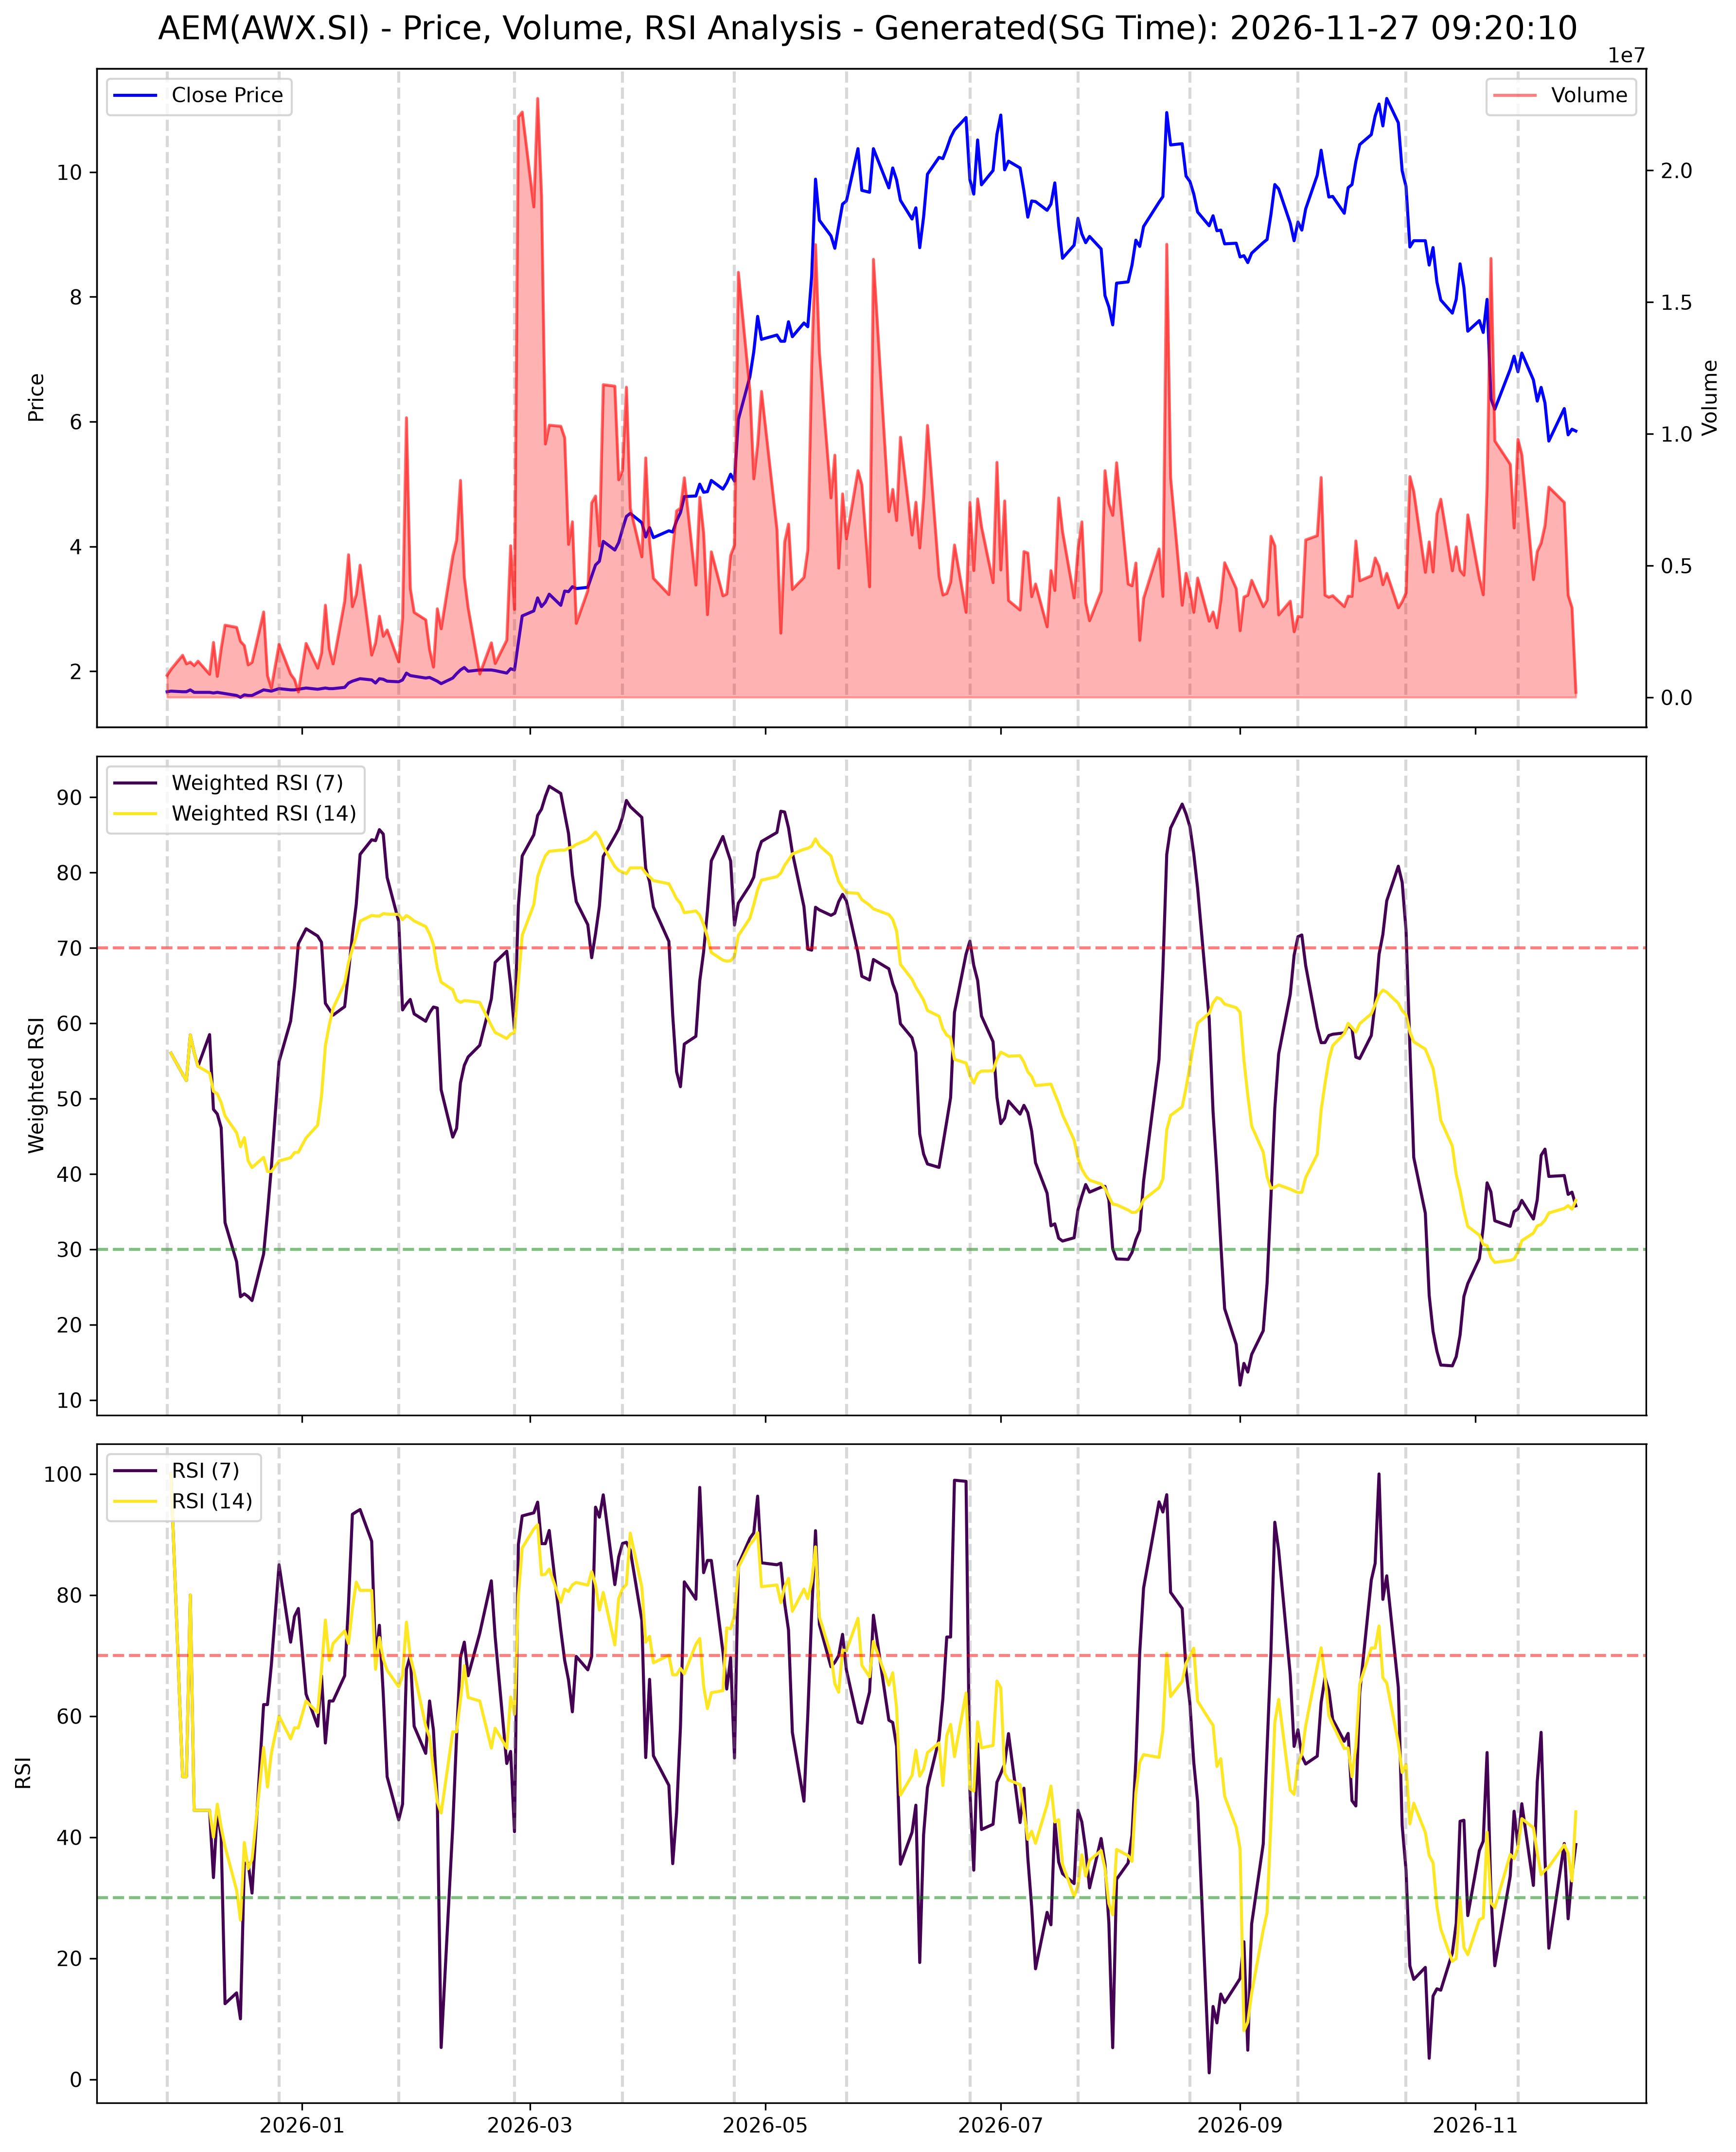 AEM(AWX.SI) - Price, Volume, RSI Analysis - Generated(SG Time): 2026-11-27 09:20:10
1e7
Close Price
Volume
10
8
6
4
2
Price
2.0
1.5
1.0
0.5
0.0
Volume
Weighted RSI (7)
Weighted RSI (14)
90
80
70
60
50
40
30
20
10
Weighted RSI
RSI (7)
RSI (14)
100
80
60
40
20
0
RSI
2026-01
2026-03
2026-05
2026-07
2026-09
2026-11